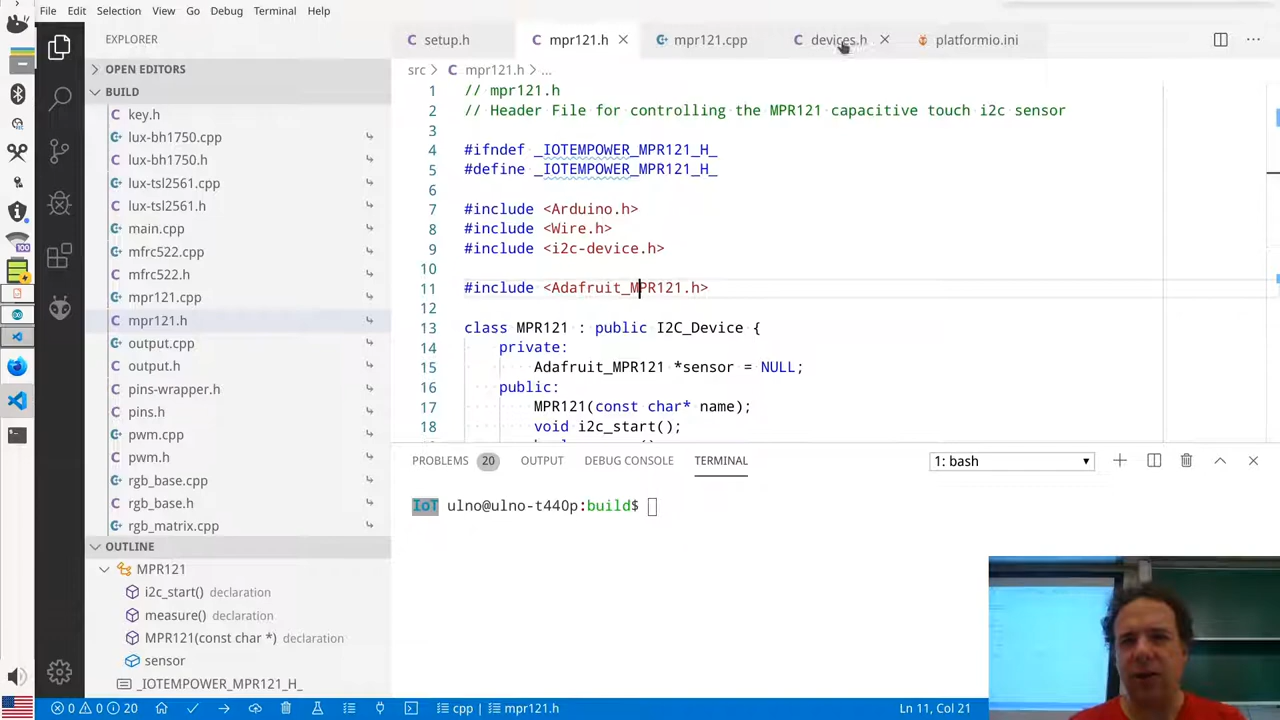 File Edit Selection View Go Debug Terminal Help
EXPLORER
setup.h
mpr121.h
mpr121.cpp
devices.h
platformio.ini
OPEN EDITORS
BUILD
key.h
lux-bh1750.cpp
lux-bh1750.h
lux-tsl2561.cpp
lux-tsl2561.h
main.cpp
mfrc522.cpp
mfrc522.h
mpr121.cpp
mpr121.h
output.cpp
output.h
pins-wrapper.h
pins.h
pwm.cpp
pwm.h
rgb_base.cpp
rgb_base.h
rgb_matrix.cpp
OUTLINE
MPR121
i2c_start() declaration
measure() declaration
MPR121(const char *) declaration
sensor
_IOTEMPOWER_MPR121_H_
src > C mpr121.h > ...
1 // mpr121.h
2 // Header File for controlling the MPR121 capacitive touch i2c sensor
3
4 #ifndef _IOTEMPOWER_MPR121_H_
5 #define _IOTEMPOWER_MPR121_H_
6
7 #include <Arduino.h>
8 #include <Wire.h>
9 #include <i2c-device.h>
10
11 #include <Adafruit_MPR121.h>
12
13 class MPR121 : public I2C_Device {
14 private:
15 Adafruit_MPR121 *sensor = NULL;
16 public:
17 MPR121(const char* name);
18 void i2c_start();
PROBLEMS 20 OUTPUT DEBUG CONSOLE TERMINAL 1: bash
IoT ulno@ulno-t440p:build$
0 0 20 cpp mpr121.h Ln 11, Col 21